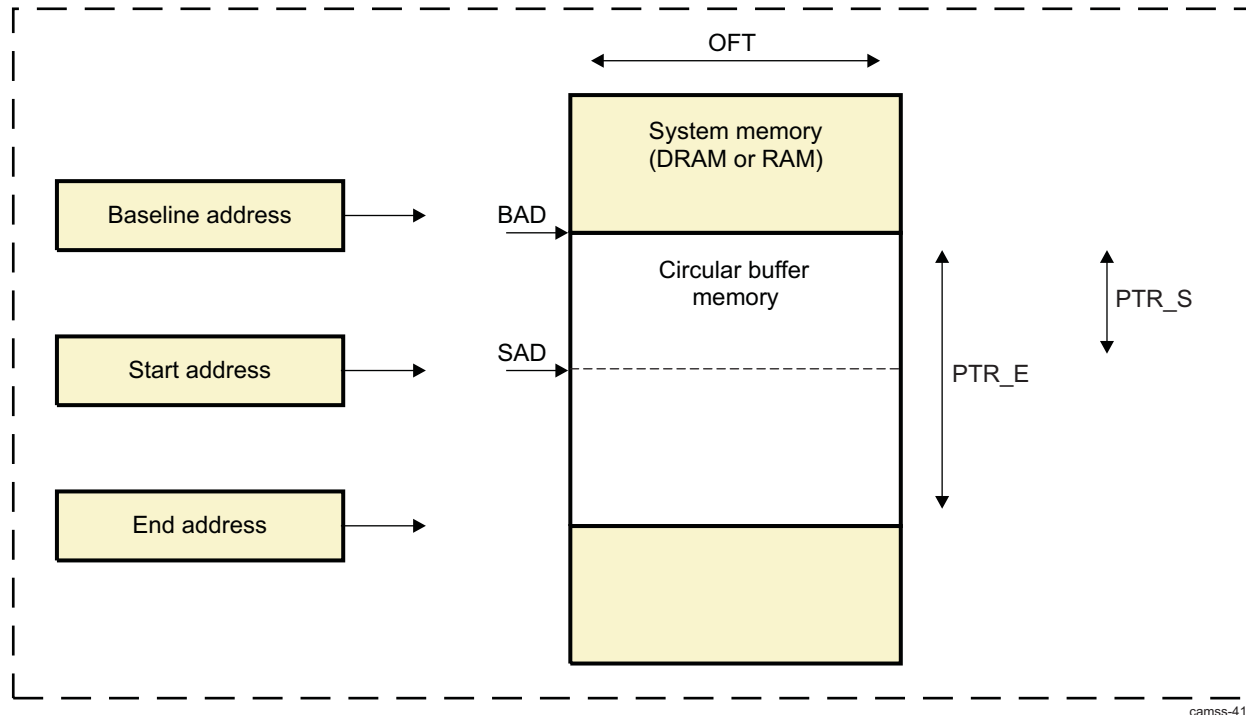 OFT
System memory
(DRAM or RAM)
Baseline address
BAD
Circular buffer
memory
PTR_S
Start address
SAD
PTR_E
End address
camss-41